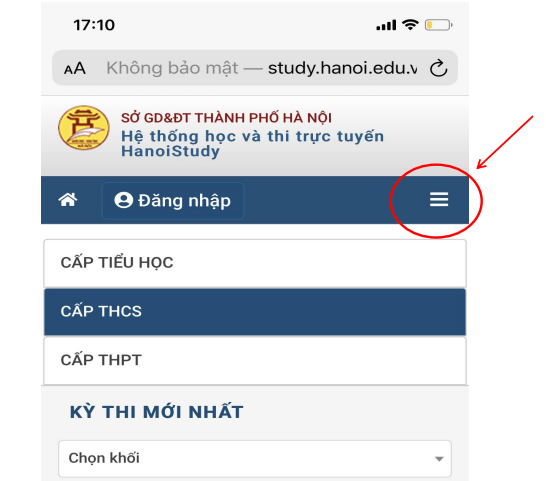 17:10
AA Không bảo mật — study.hanoi.edu.v
SỞ GD&ĐT THÀNH PHỐ HÀ NỘI
Hệ thống học và thi trực tuyến
HanoiStudy
Đăng nhập
CẤP TIỂU HỌC
CẤP THCS
CẤP THPT
KỲ THI MỚI NHẤT
Chọn khối